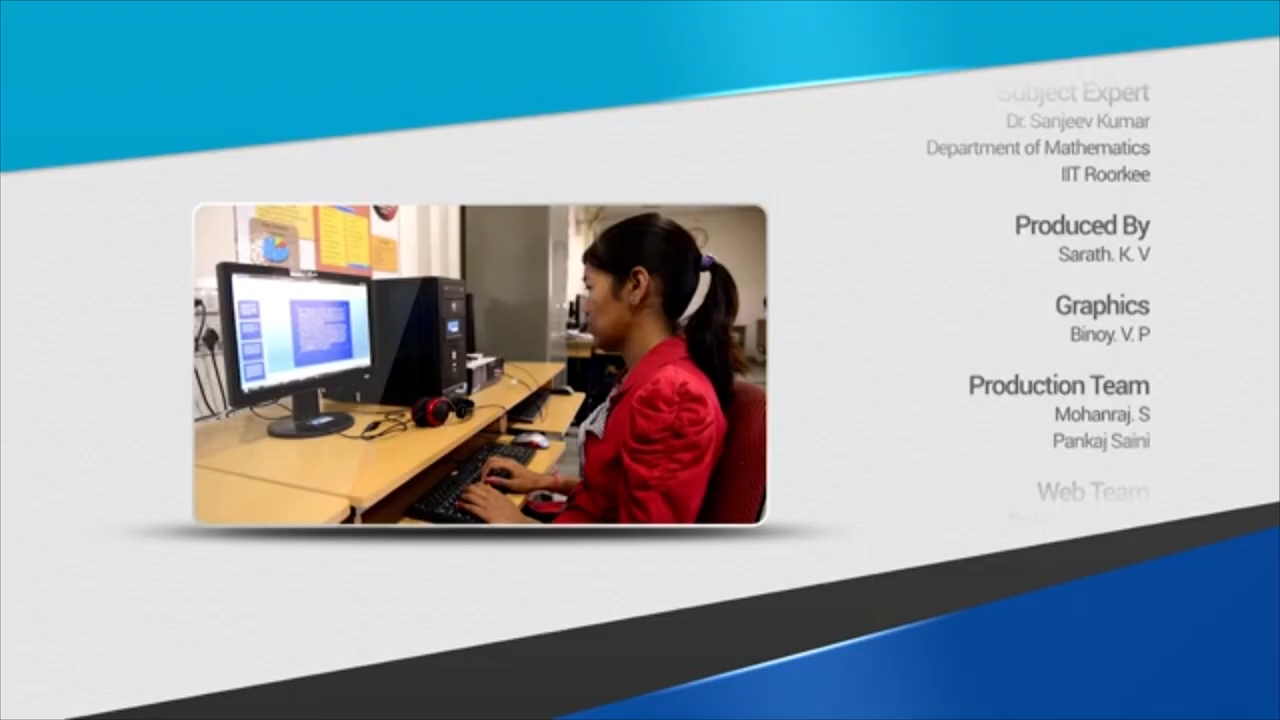 Subject Expert
Dr. Sanjeev Kumar
Department of Mathematics
IIT Roorkee
Produced By
Sarath. K. V
Graphics
Binoy. V. P
Production Team
Mohanraj. S
Pankaj Saini
Web Team